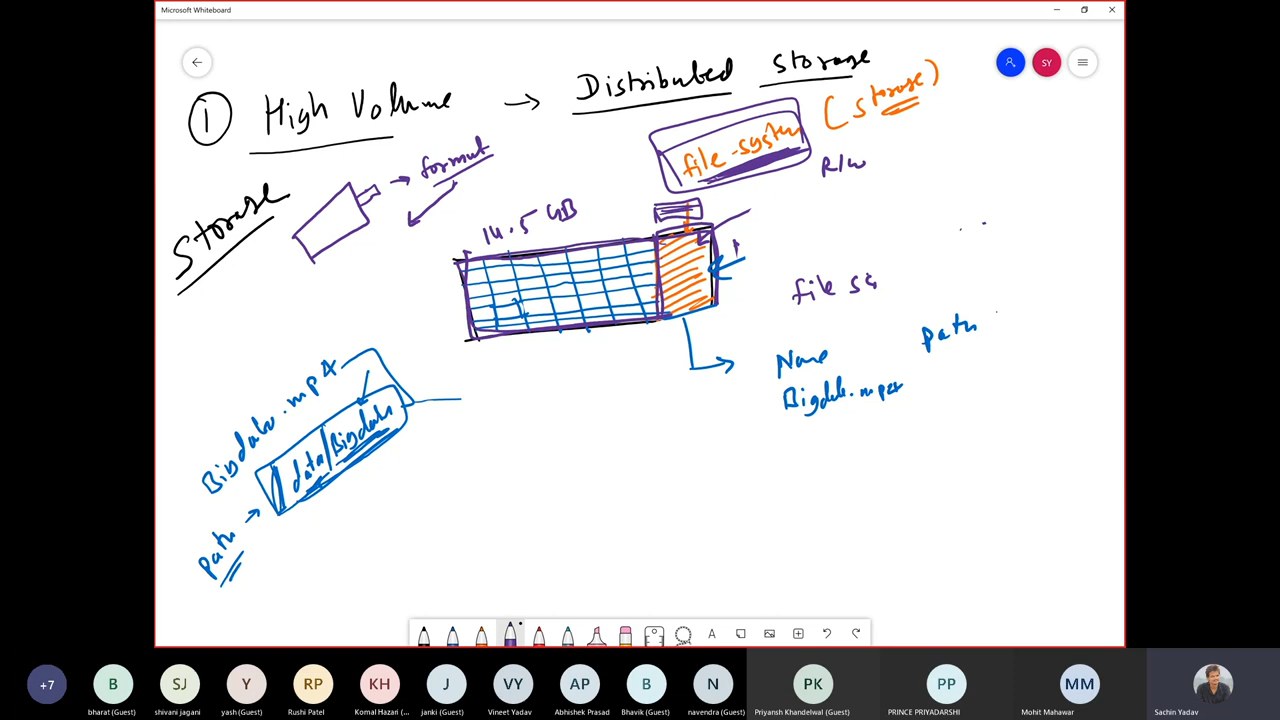 Microsoft Whiteboard
SY
① High Volume → Distributed storage
(storage)
file-system
R/W
→ format
Storage
14.5 GB
file sy
Name path
Bigdata.mp4
Bigdata.mp4
/data/Bigdata
path
A
+7 B SJ Y RP KH J VY AP B N PK PP MM
bharat (Guest) shivani jagani yash (Guest) Rushi Patel Komal Hazari (... janki (Guest) Vineet Yadav Abhishek Prasad Bhavik (Guest) navendra (Guest) Priyansh Khandelwal (Guest) PRINCE PRIYADARSHI Mohit Mahawar Sachin Yadav